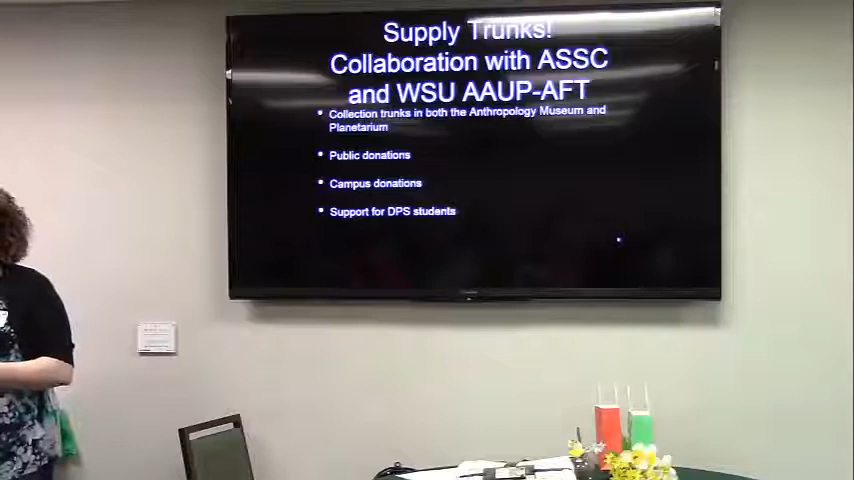 Supply Trunks!
Collaboration with ASSC
and WSU AAUP-AFT
• Collection trunks in both the Anthropology Museum and
Planetarium
• Public donations
• Campus donations
• Support for DPS students